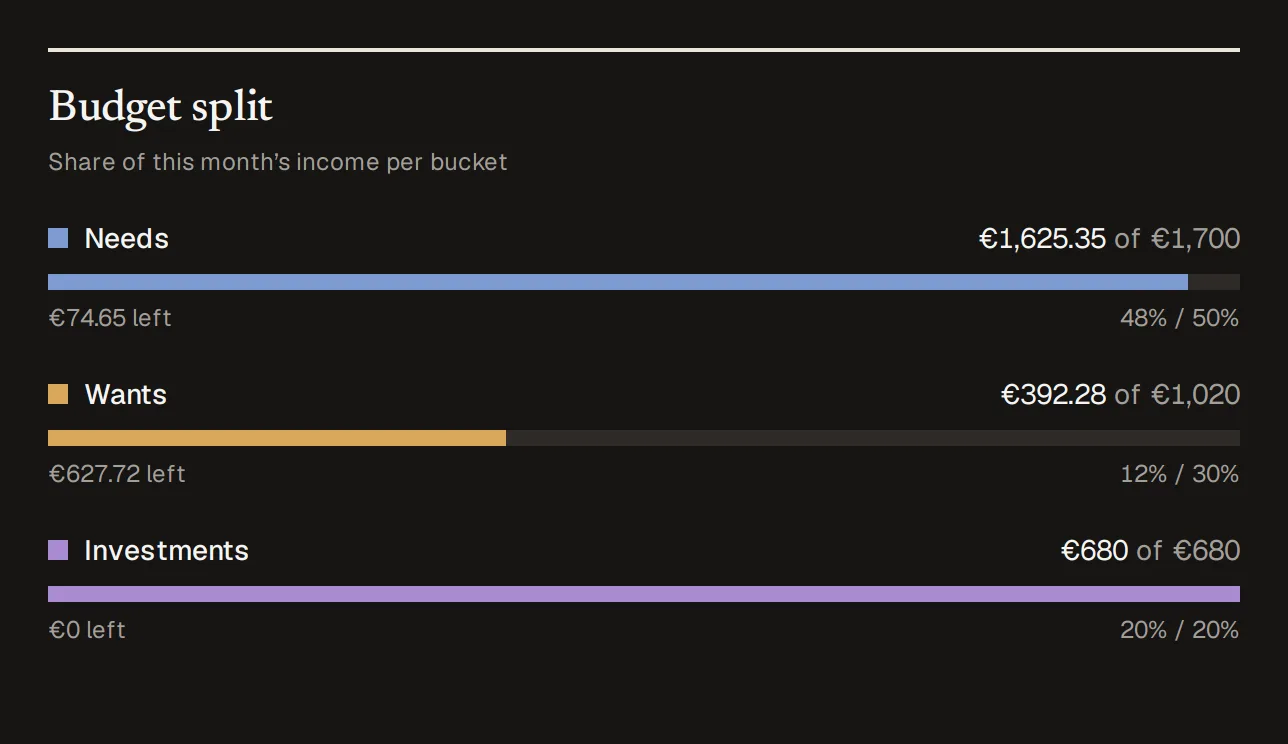 Budget split
Share of this month’s income per bucket
Needs €1,625.35 of €1,700
€74.65 left 48% / 50%
Wants €392.28 of €1,020
€627.72 left 12% / 30%
Investments €680 of €680
€0 left 20% / 20%